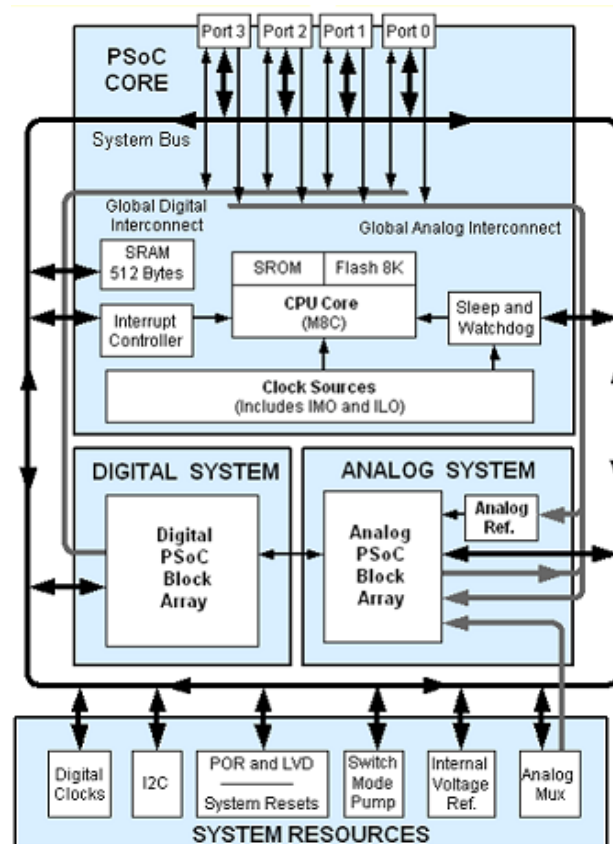 Port 3
Port 2
Port 1
Port 0
PSoC
CORE
System Bus
Global Digital
Interconnect
Global Analog Interconnect
SRAM
512 Bytes
SROM
Flash 8K
CPU Core
(M8C)
Interrupt
Controller
Sleep and
Watchdog
Clock Sources
(Includes IMO and ILO)
DIGITAL SYSTEM
ANALOG SYSTEM
Digital
PSoC
Block
Array
Analog
PSoC
Block
Array
Analog
Ref.
Digital
Clocks
I2C
POR and LVD
System Resets
Switch
Mode
Pump
Internal
Voltage
Ref.
Analog
Mux
SYSTEM RESOURCES